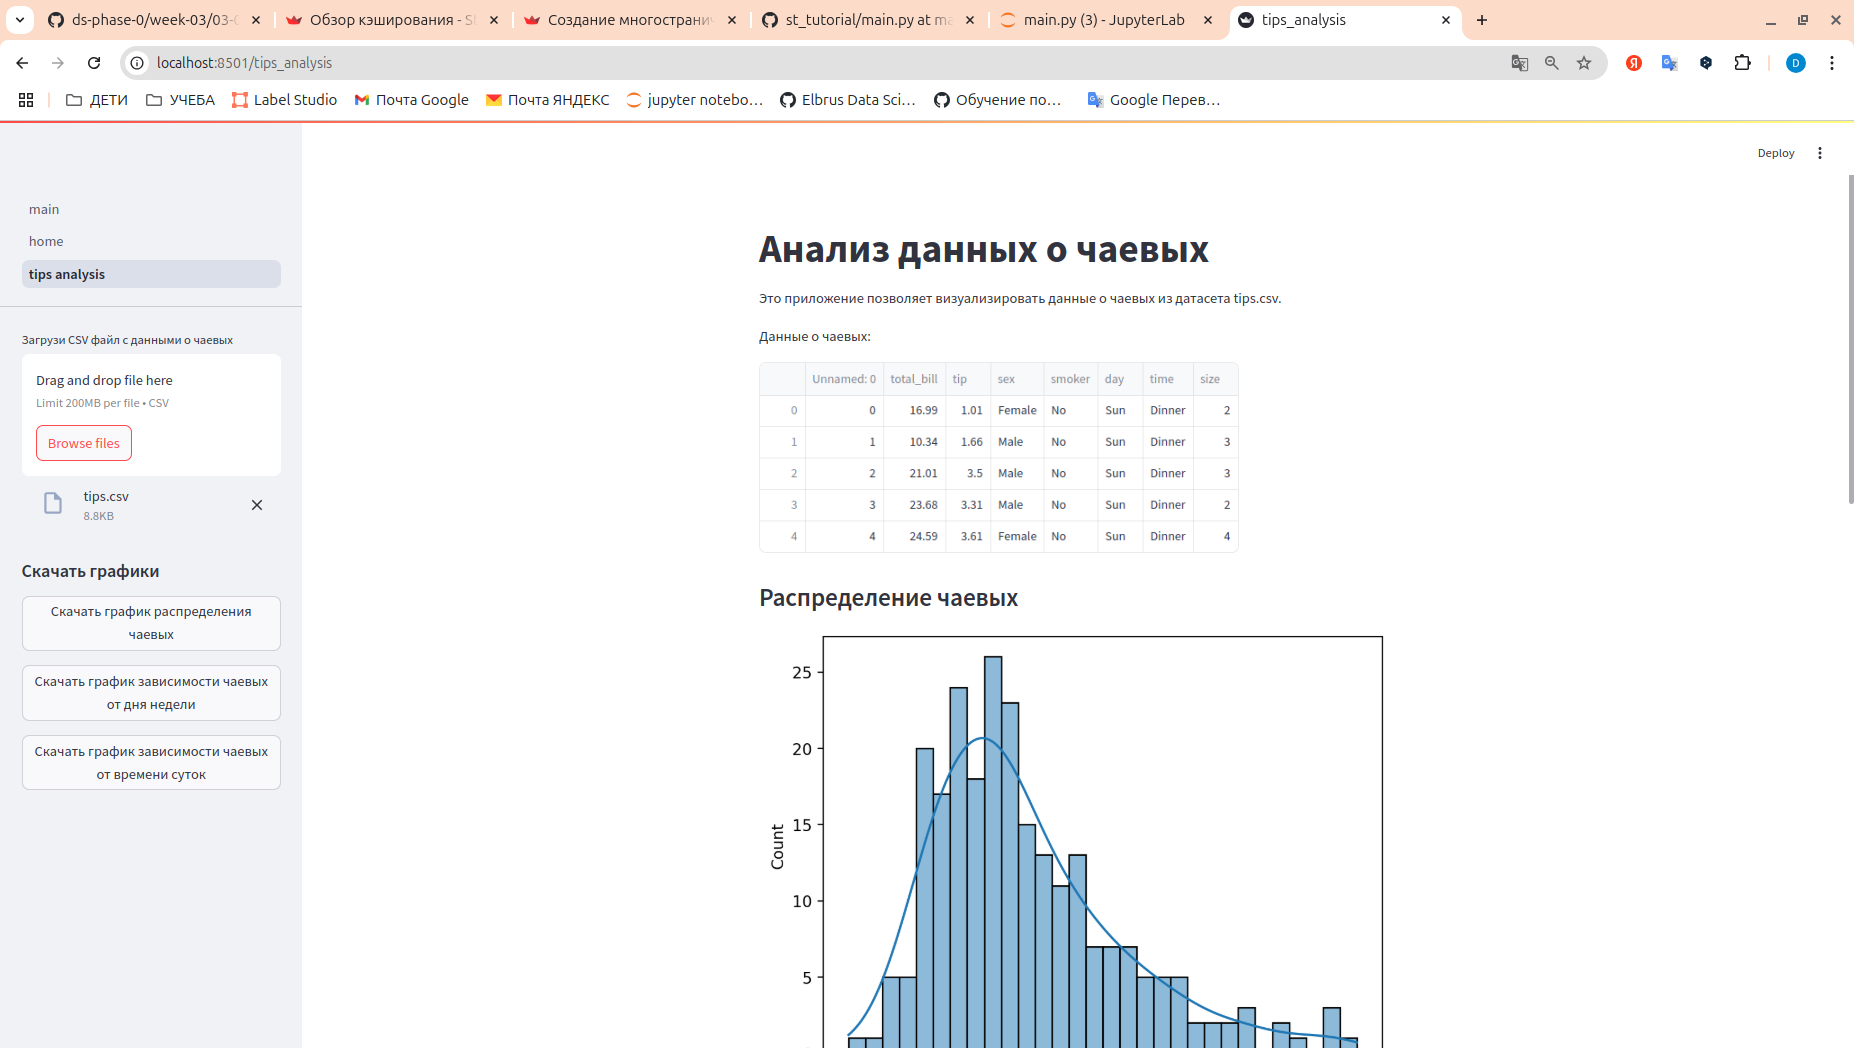 ds-phase-0/week-03/03-0
Обзор кэширования - S
Создание многостранич
st_tutorial/main.py at ma
main.py (3) - JupyterLab
tips_analysis
localhost:8501/tips_analysis
ДЕТИ
УЧЕБА
Label Studio
Почта Google
Почта ЯНДЕКС
jupyter notebo…
Elbrus Data Sci…
Обучение по…
Google Перев…
Deploy
main
home
tips analysis
Загрузи CSV файл с данными о чаевых
Drag and drop file here
Limit 200MB per file • CSV
Browse files
tips.csv
8.8KB
Скачать графики
Скачать график распределения
чаевых
Скачать график зависимости чаевых
от дня недели
Скачать график зависимости чаевых
от времени суток
Анализ данных о чаевых
Это приложение позволяет визуализировать данные о чаевых из датасета tips.csv.
Данные о чаевых:
Unnamed: 0 total_bill tip sex smoker day time size
0 0 16.99 1.01 Female No Sun Dinner 2
1 1 10.34 1.66 Male No Sun Dinner 3
2 2 21.01 3.5 Male No Sun Dinner 3
3 3 23.68 3.31 Male No Sun Dinner 2
4 4 24.59 3.61 Female No Sun Dinner 4
Распределение чаевых
25
20
15
10
5
Count